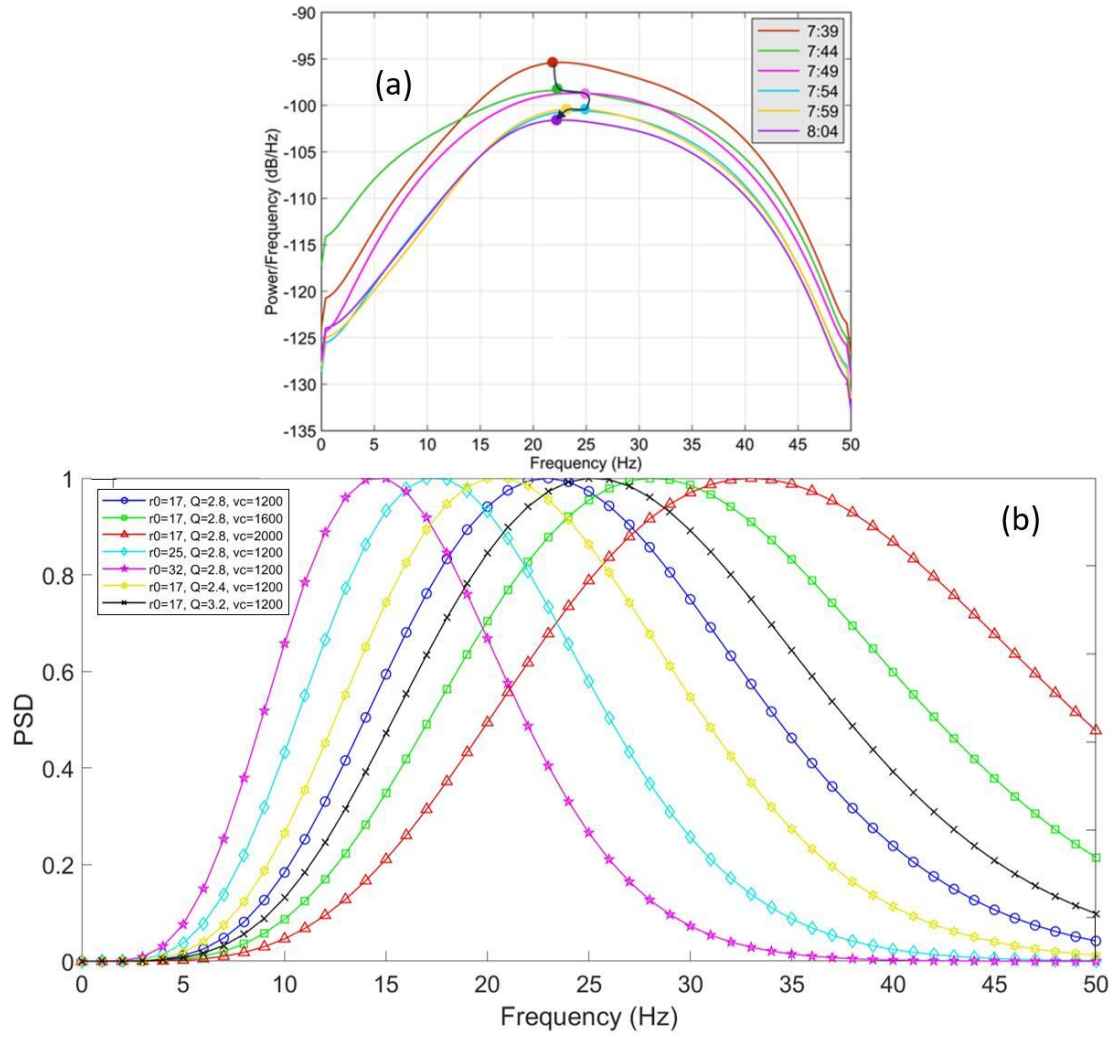 (a)
7:39
7:44
7:49
7:54
7:59
8:04
-90
-95
-100
-105
-110
-115
-120
-125
-130
-135
Power/Frequency (dB/Hz)
0 5 10 15 20 25 30 35 40 45 50
Frequency (Hz)
(b)
r0=17, Q=2.8, vc=1200
r0=17, Q=2.8, vc=1600
r0=17, Q=2.8, vc=2000
r0=25, Q=2.8, vc=1200
r0=32, Q=2.8, vc=1200
r0=17, Q=2.4, vc=1200
r0=17, Q=3.2, vc=1200
1
0.8
0.6
0.4
0.2
0
PSD
0 5 10 15 20 25 30 35 40 45 50
Frequency (Hz)